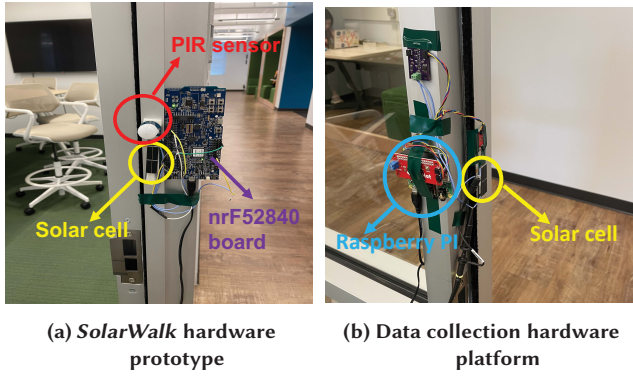 PIR sensor
Solar cell
nrF52840
board
Raspberry PI
Solar cell
(a) SolarWalk hardware
prototype
(b) Data collection hardware
platform